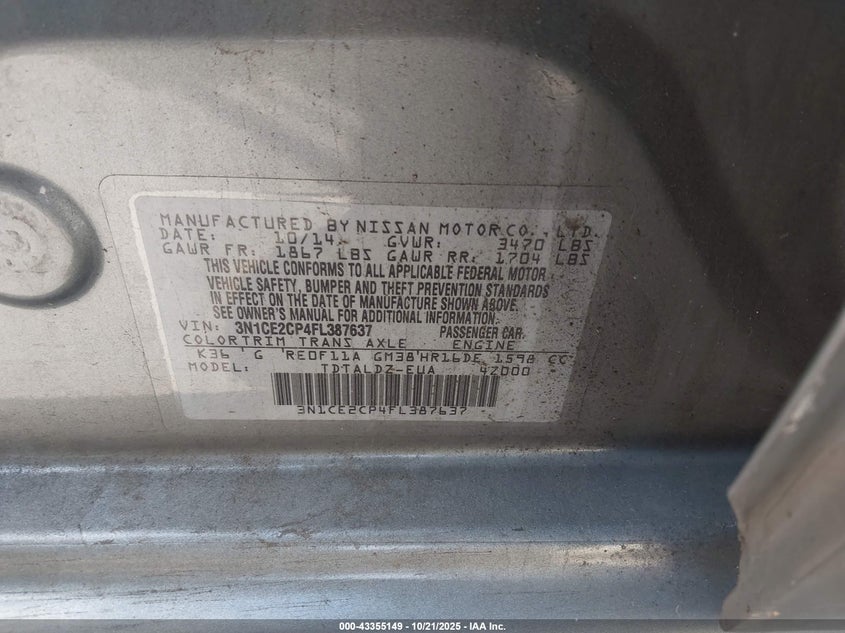 MANUFACTURED BY NISSAN MOTOR CO., LTD.
DATE: 10/14 GVWR: 3470 LBS
GAWR FR: 1867 LBS GAWR RR: 1704 LBS
THIS VEHICLE CONFORMS TO ALL APPLICABLE FEDERAL MOTOR
VEHICLE SAFETY, BUMPER AND THEFT PREVENTION STANDARDS
IN EFFECT ON THE DATE OF MANUFACTURE SHOWN ABOVE.
SEE OWNER'S MANUAL FOR ADDITIONAL INFORMATION.
VIN: 3N1CE2CP4FL387637 PASSENGER CAR
COLOR TRIM TRANS AXLE ENGINE
K36 G RE0F11A GM38 HR16DE 1598 CC
MODEL: TDTALDZ-EUA 4Z000
3N1CE2CP4FL387637
000-43355149 - 10/21/2025 - IAA Inc.